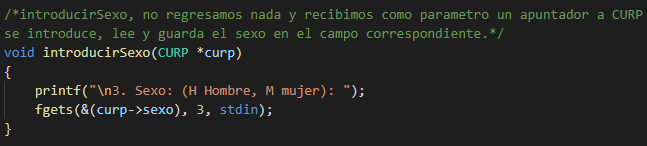 /*introducirSexo, no regresamos nada y recibimos como parametro un apuntador a CURP
se introduce, lee y guarda el sexo en el campo correspondiente.*/
void introducirSexo(CURP *curp)
{
    printf("\n3. Sexo: (H Hombre, M mujer): ");
    fgets(&(curp->sexo), 3, stdin);
}